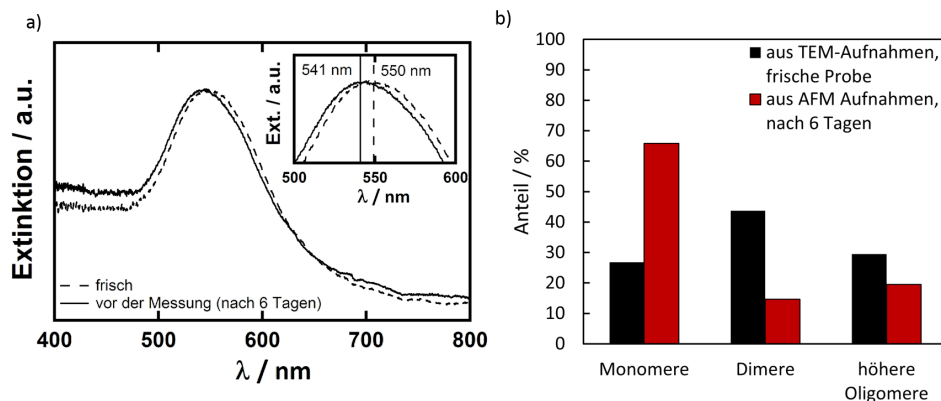 a)
Extinktion / a.u.
Ext. / a.u.
541 nm
550 nm
500 550 600
λ / nm
frisch
vor der Messung (nach 6 Tagen)
400 500 600 700 800
λ / nm
b)
Anteil / %
100
90
80
70
60
50
40
30
20
10
0
aus TEM-Aufnahmen,
frische Probe
aus AFM Aufnahmen,
nach 6 Tagen
Monomere Dimere höhere
Oligomere